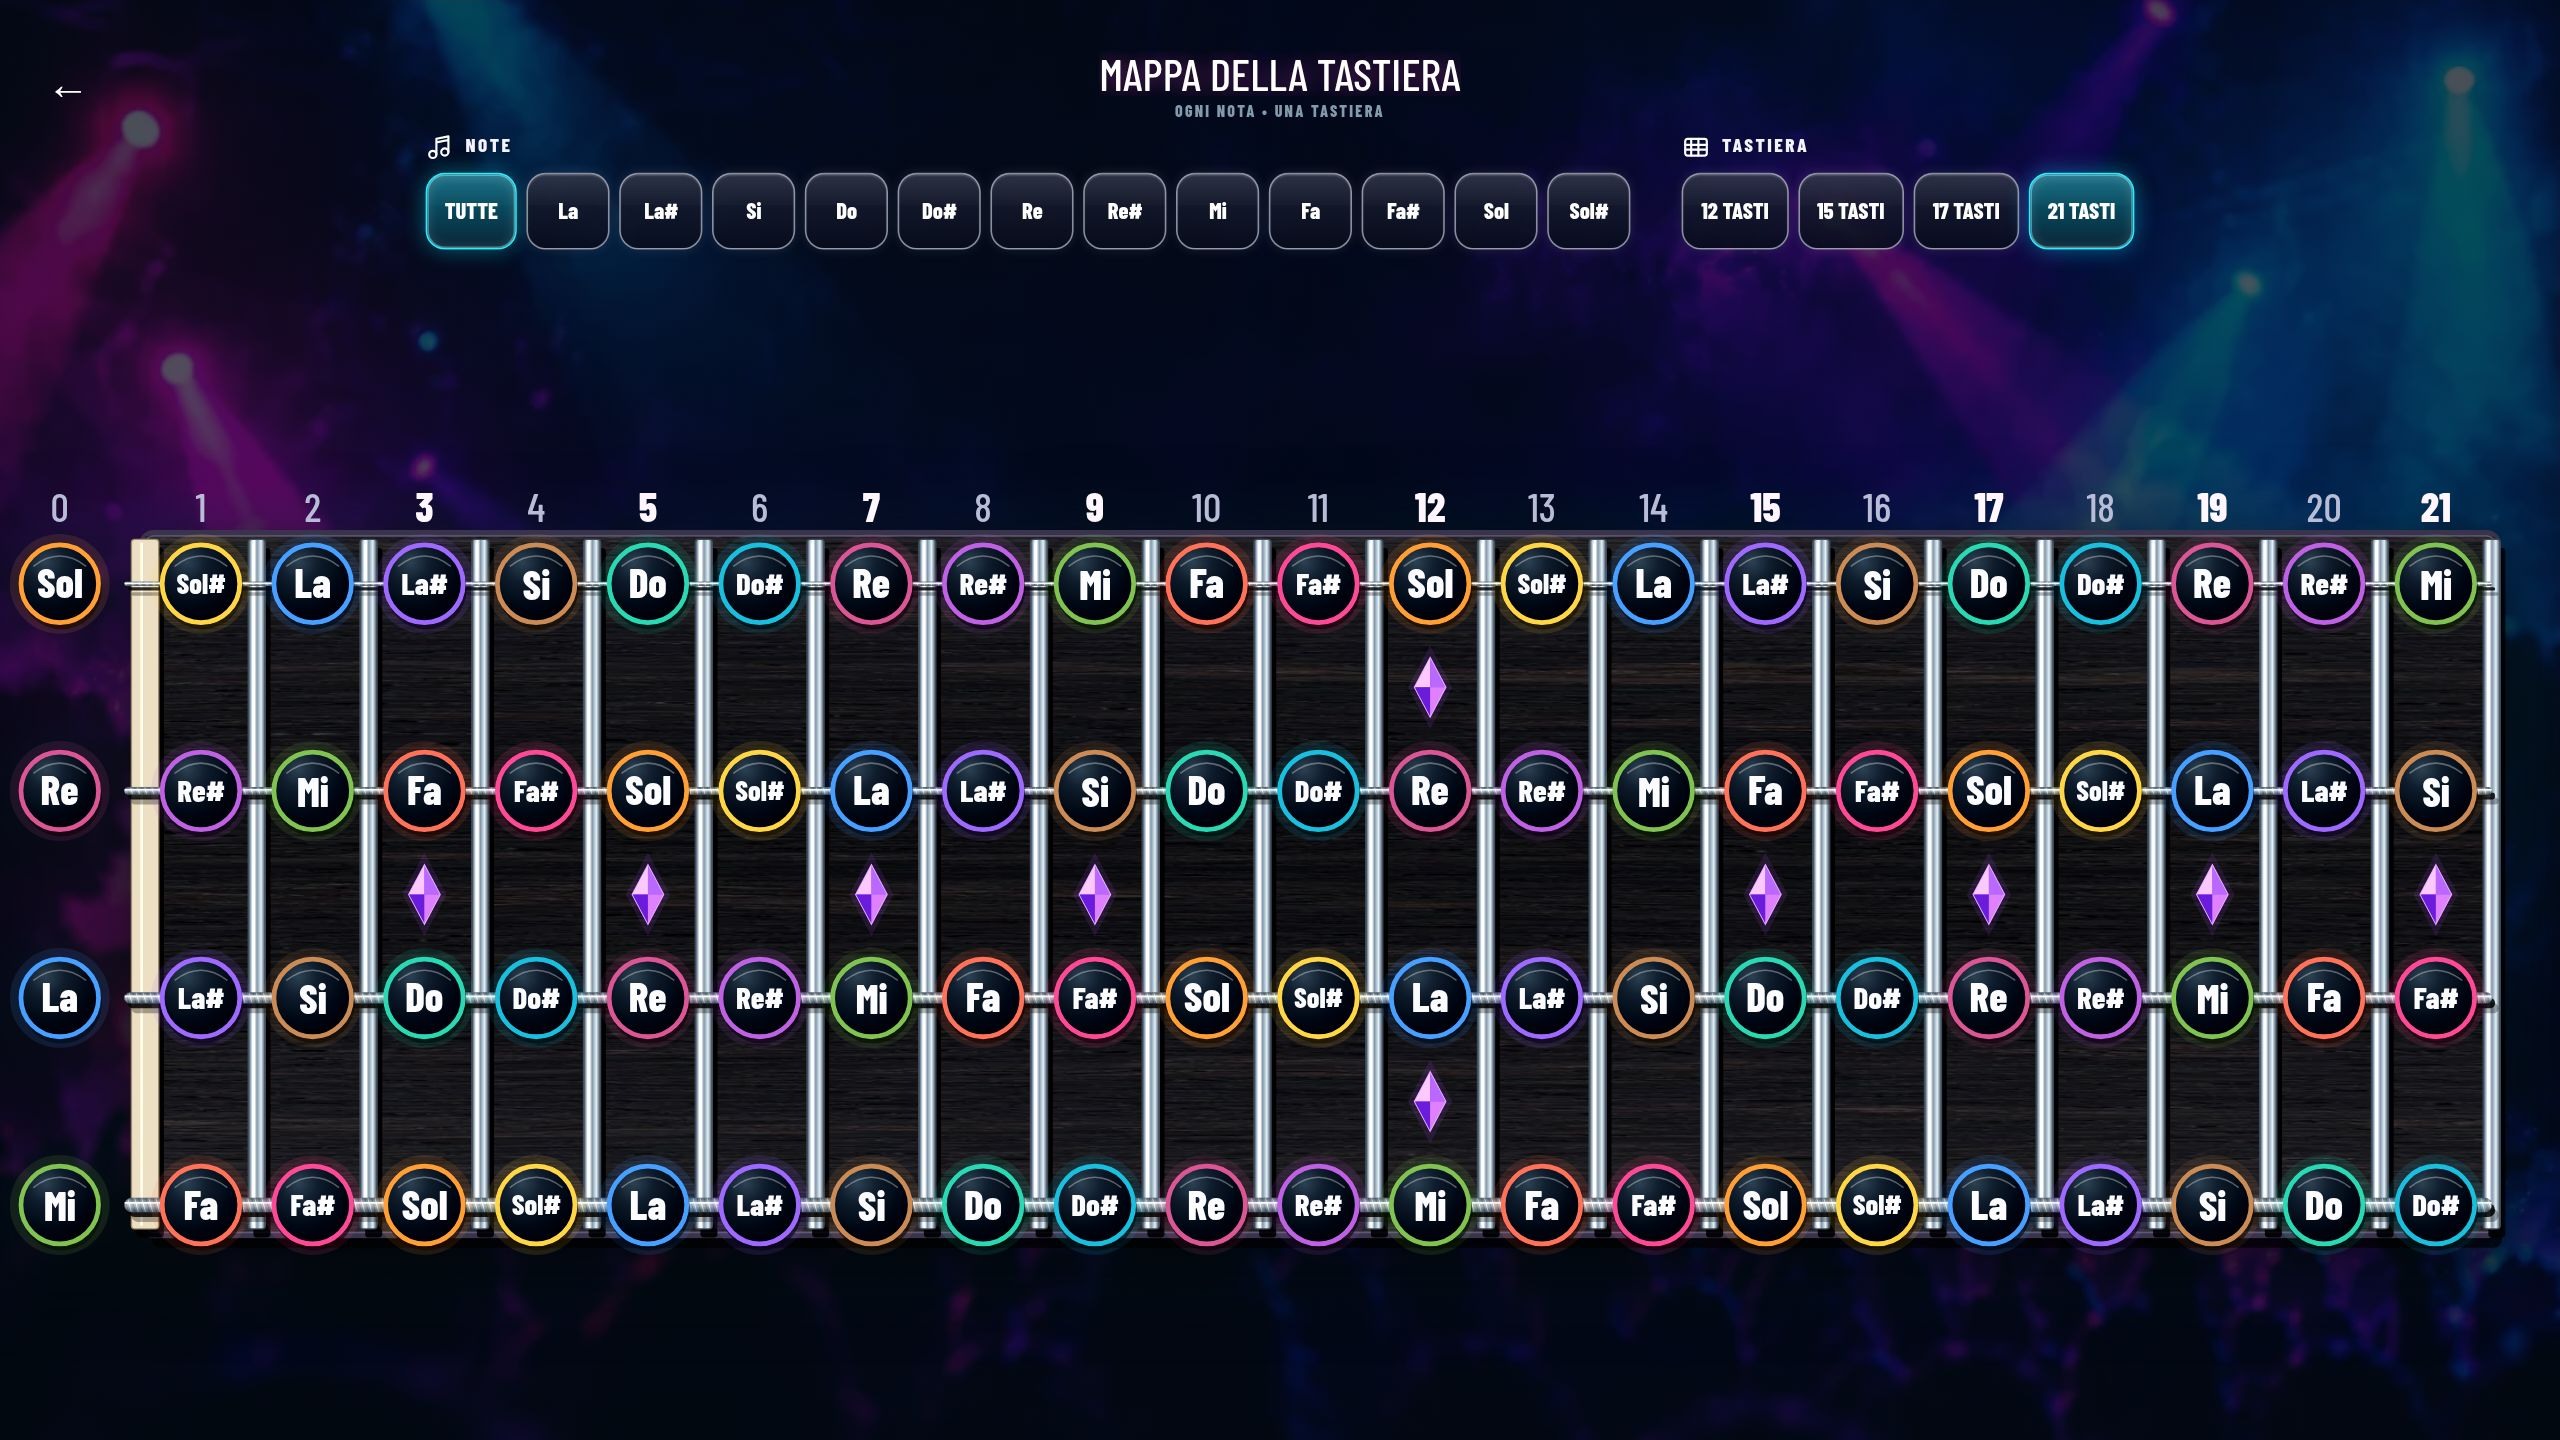 ←
MAPPA DELLA TASTIERA
OGNI NOTA • UNA TASTIERA
NOTE
TASTIERA
TUTTE La La# Si Do Do# Re Re# Mi Fa Fa# Sol Sol# 12 TASTI 15 TASTI 17 TASTI 21 TASTI
0 1 2 3 4 5 6 7 8 9 10 11 12 13 14 15 16 17 18 19 20 21
Sol Sol# La La# Si Do Do# Re Re# Mi Fa Fa# Sol Sol# La La# Si Do Do# Re Re# Mi
Re Re# Mi Fa Fa# Sol Sol# La La# Si Do Do# Re Re# Mi Fa Fa# Sol Sol# La La# Si
La La# Si Do Do# Re Re# Mi Fa Fa# Sol Sol# La La# Si Do Do# Re Re# Mi Fa Fa#
Mi Fa Fa# Sol Sol# La La# Si Do Do# Re Re# Mi Fa Fa# Sol Sol# La La# Si Do Do#